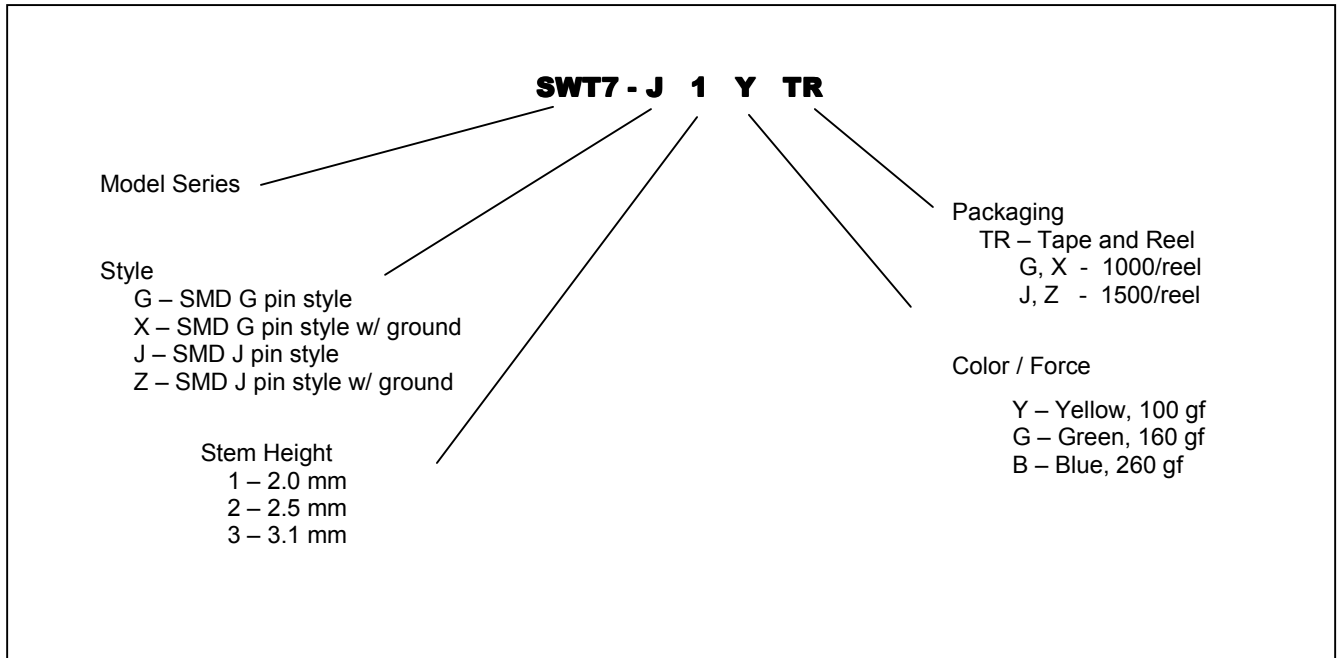 SWT7 - J 1 Y TR
Model Series
Style
G – SMD G pin style
X – SMD G pin style w/ ground
J – SMD J pin style
Z – SMD J pin style w/ ground
Stem Height
1 – 2.0 mm
2 – 2.5 mm
3 – 3.1 mm
Packaging
TR – Tape and Reel
G, X - 1000/reel
J, Z - 1500/reel
Color / Force
Y – Yellow, 100 gf
G – Green, 160 gf
B – Blue, 260 gf